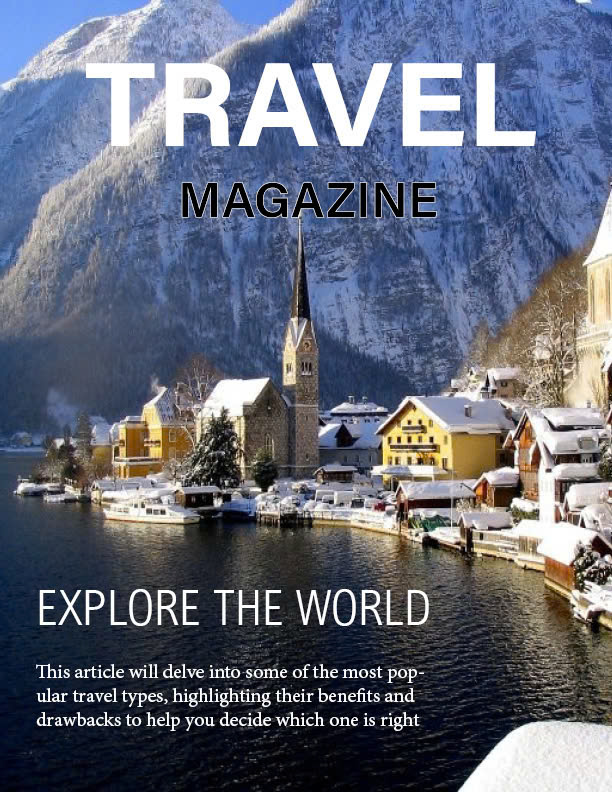 TRAVEL
MAGAZINE
EXPLORE THE WORLD
This article will delve into some of the most pop-
ular travel types, highlighting their benefits and
drawbacks to help you decide which one is right